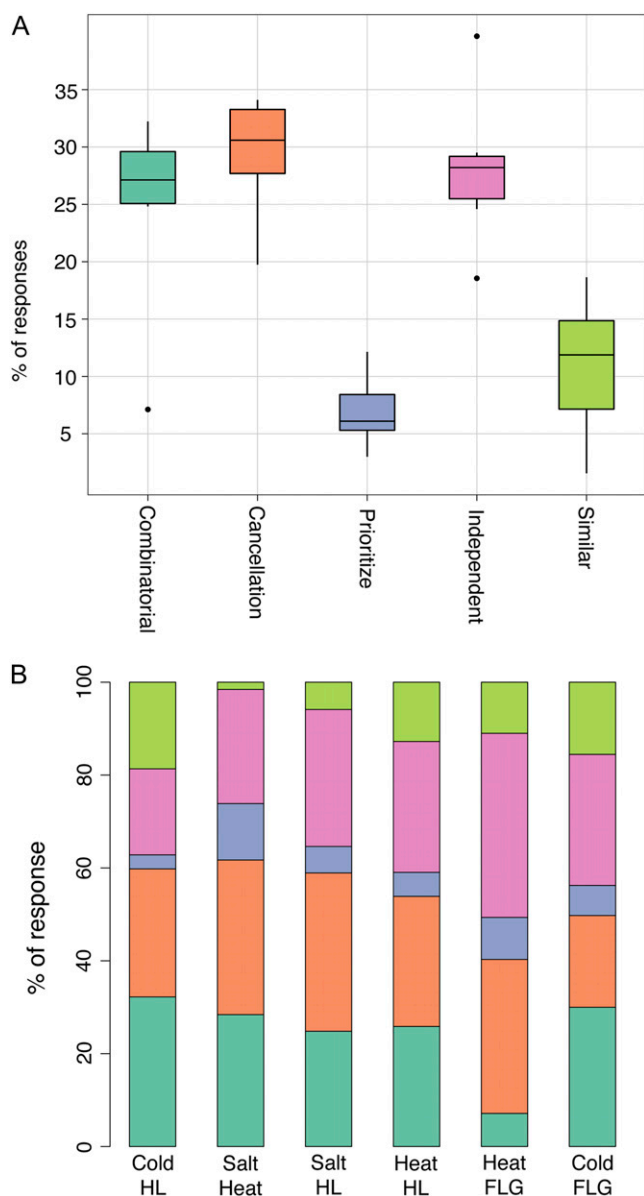 A
% of responses
35
30
25
20
15
10
5
Combinatorial
Cancellation
Prioritize
Independent
Similar
B
% of response
100
80
60
40
20
0
Cold
HL
Salt
Heat
Salt
HL
Heat
HL
Heat
FLG
Cold
FLG